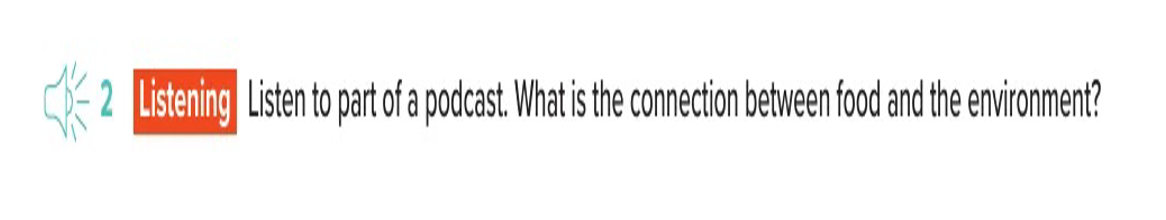 2 Listening Listen to part of a podcast. What is the connection between food and the environment?